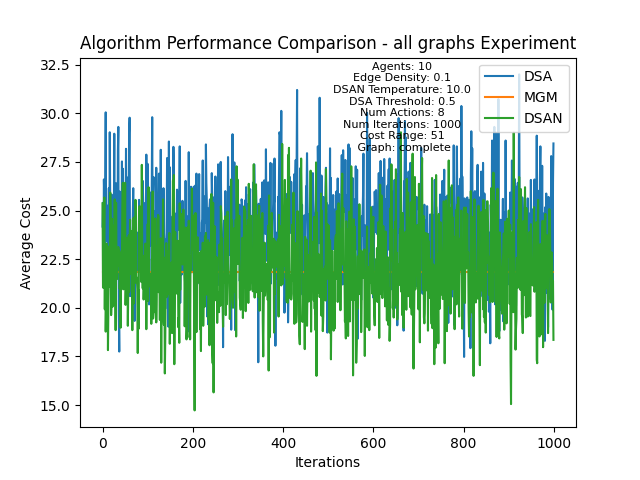 Algorithm Performance Comparison - all graphs Experiment
Agents: 10
Edge Density: 0.1
DSAN Temperature: 10.0
DSA Threshold: 0.5
Num Actions: 8
Num Iterations: 1000
Cost Range: 51
Graph: complete
DSA
MGM
DSAN
Average Cost
32.5
30.0
27.5
25.0
22.5
20.0
17.5
15.0
0
200
400
600
800
1000
Iterations